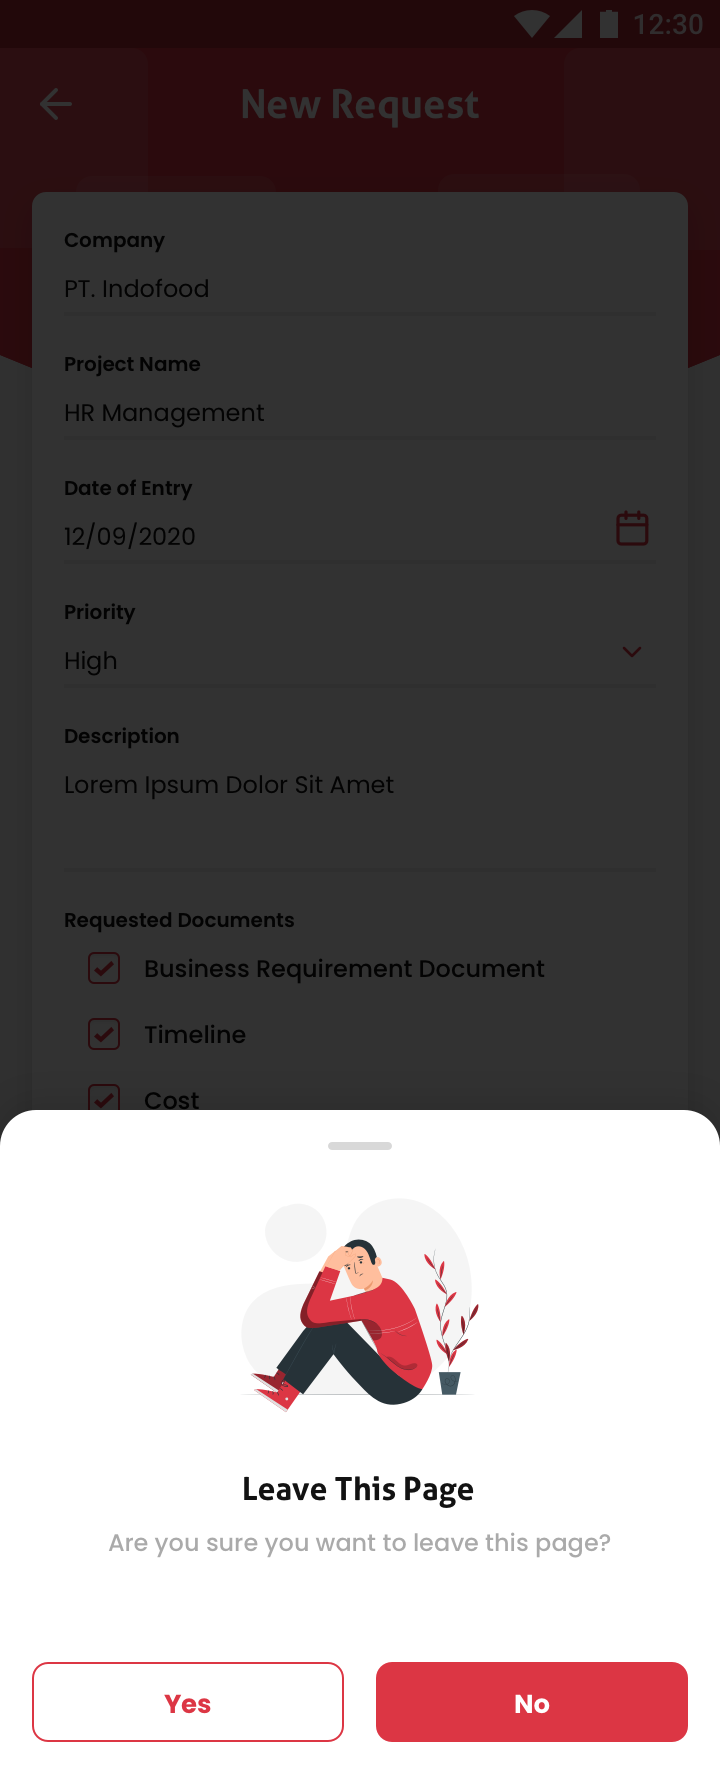 12:30
New Request
Company
PT. Indofood
Project Name
HR Management
Date of Entry
12/09/2020
Priority
High
Description
Lorem Ipsum Dolor Sit Amet
Requested Documents
Business Requirement Document
Timeline
Cost
Leave This Page
Are you sure you want to leave this page?
Yes
No